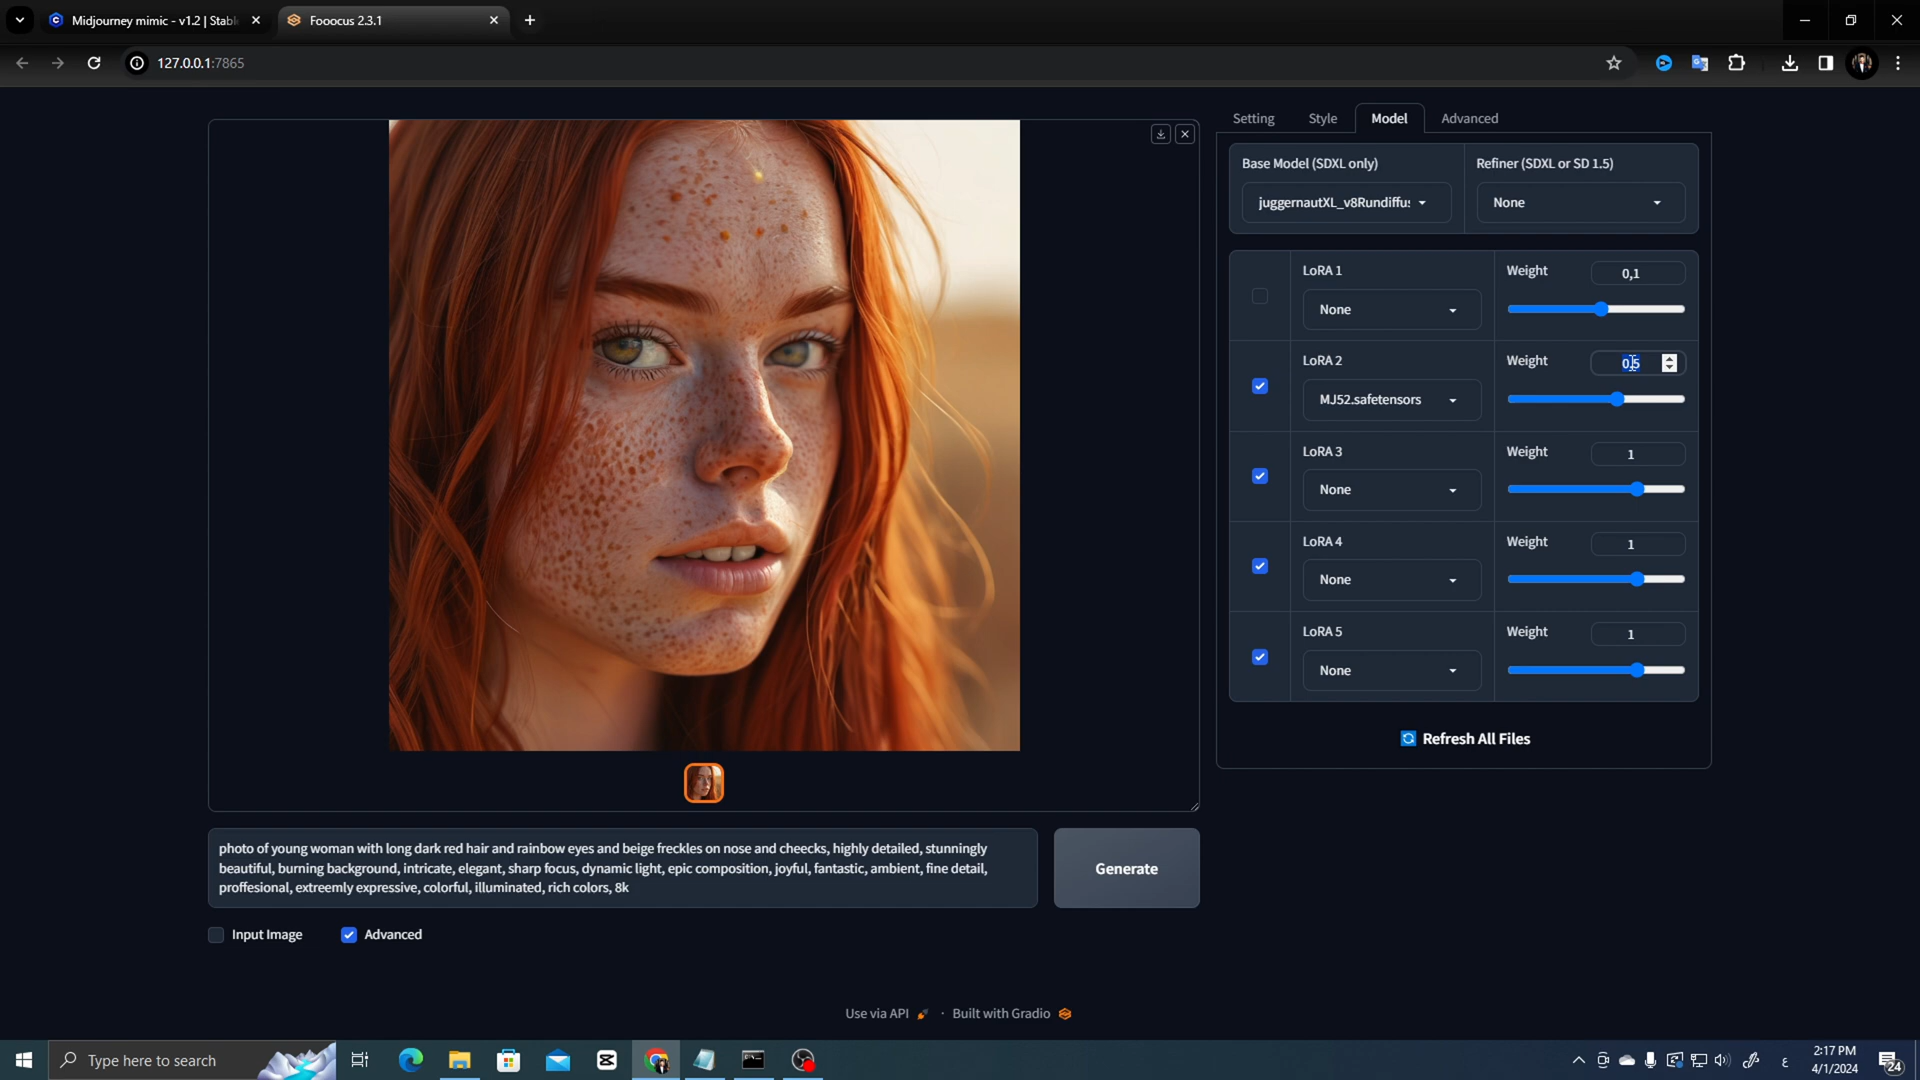 Midjourney mimic - v1.2 | Stabl
Fooocus 2.3.1
127.0.0.1:7865
Setting
Style
Model
Advanced
Base Model (SDXL only)
Refiner (SDXL or SD 1.5)
juggernautXL_v8Rundiffus
None
LoRA 1
Weight
0,1
None
LoRA 2
Weight
0,5
MJ52.safetensors
LoRA 3
Weight
1
None
LoRA 4
Weight
1
None
LoRA 5
Weight
1
None
Refresh All Files
photo of young woman with long dark red hair and rainbow eyes and beige freckles on nose and cheecks, highly detailed, stunningly
beautiful, burning background, intricate, elegant, sharp focus, dynamic light, epic composition, joyful, fantastic, ambient, fine detail,
proffesional, extreemly expressive, colorful, illuminated, rich colors, 8k
Generate
Input Image
Advanced
Use via API
·
Built with Gradio
Type here to search
ع
2:17 PM
4/1/2024
24